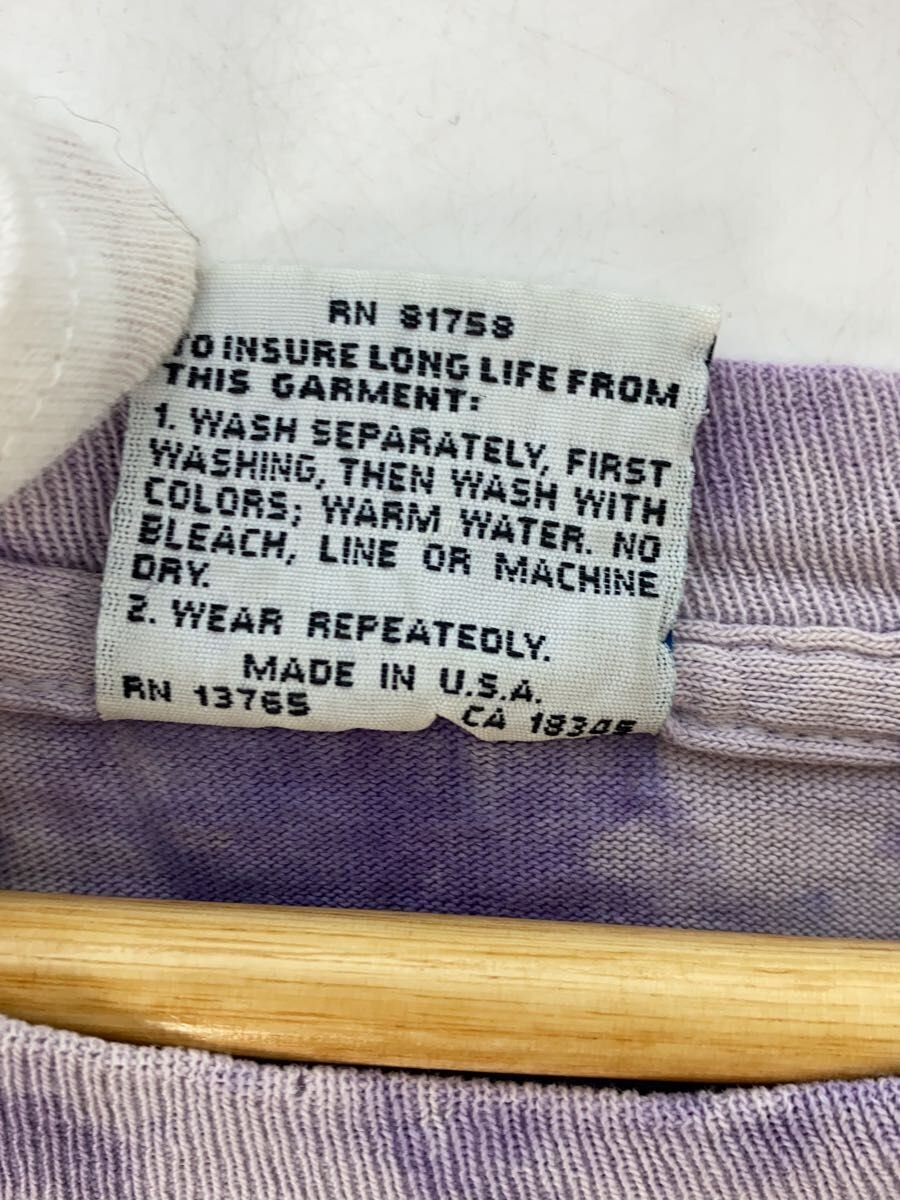 RN 81758
TO INSURE LONG LIFE FROM
THIS GARMENT:
1. WASH SEPARATELY, FIRST
WASHING, THEN WASH WITH
COLORS; WARM WATER. NO
BLEACH, LINE OR MACHINE
DRY.
2. WEAR REPEATEDLY.
MADE IN U.S.A.
RN 13765 CA 18305